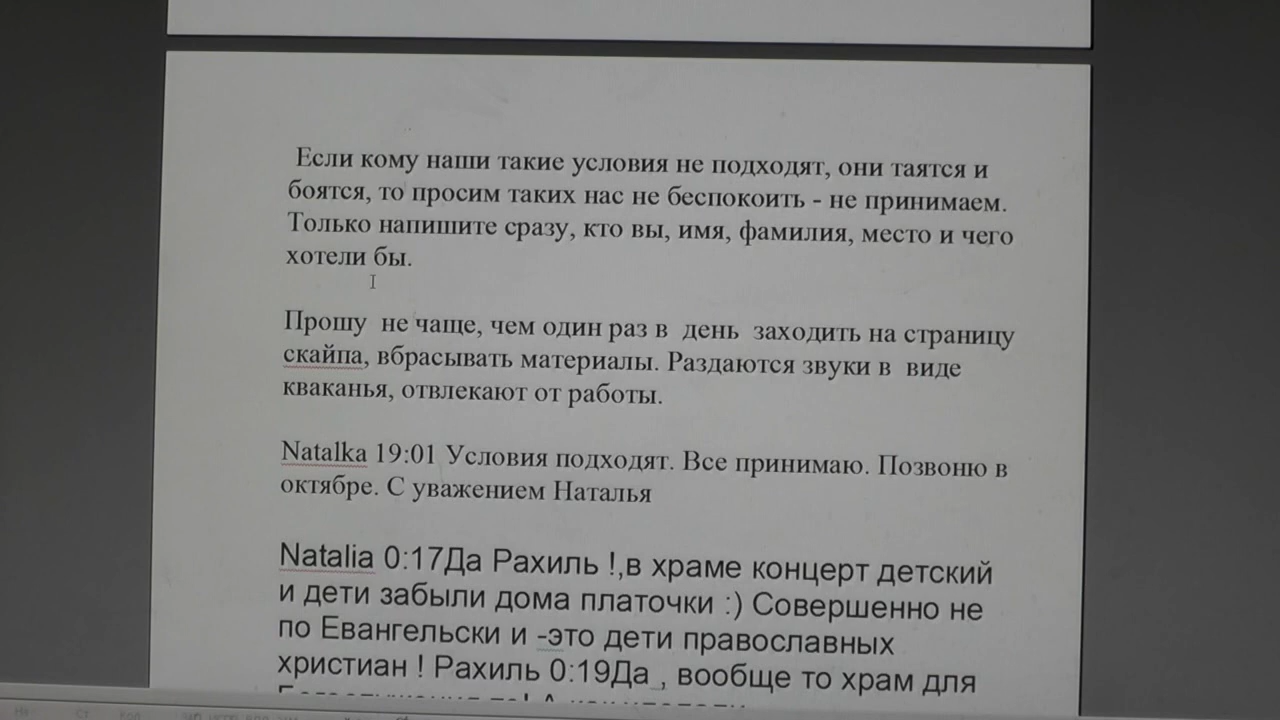 Если кому наши такие условия не подходят, они таятся и
боятся, то просим таких нас не беспокоить - не принимаем.
Только напишите сразу, кто вы, имя, фамилия, место и чего
хотели бы.
Прошу  не чаще, чем один раз в  день  заходить на страницу
скайпа, вбрасывать материалы. Раздаются звуки в  виде
кваканья, отвлекают от работы.
Natalka 19:01 Условия подходят. Все принимаю. Позвоню в
октябре. С уважением Наталья
Natalia 0:17Да Рахиль !,в храме концерт детский
и дети забыли дома платочки :) Совершенно не
по Евангельски и -это дети православных
христиан ! Рахиль 0:19Да , вообще то храм для